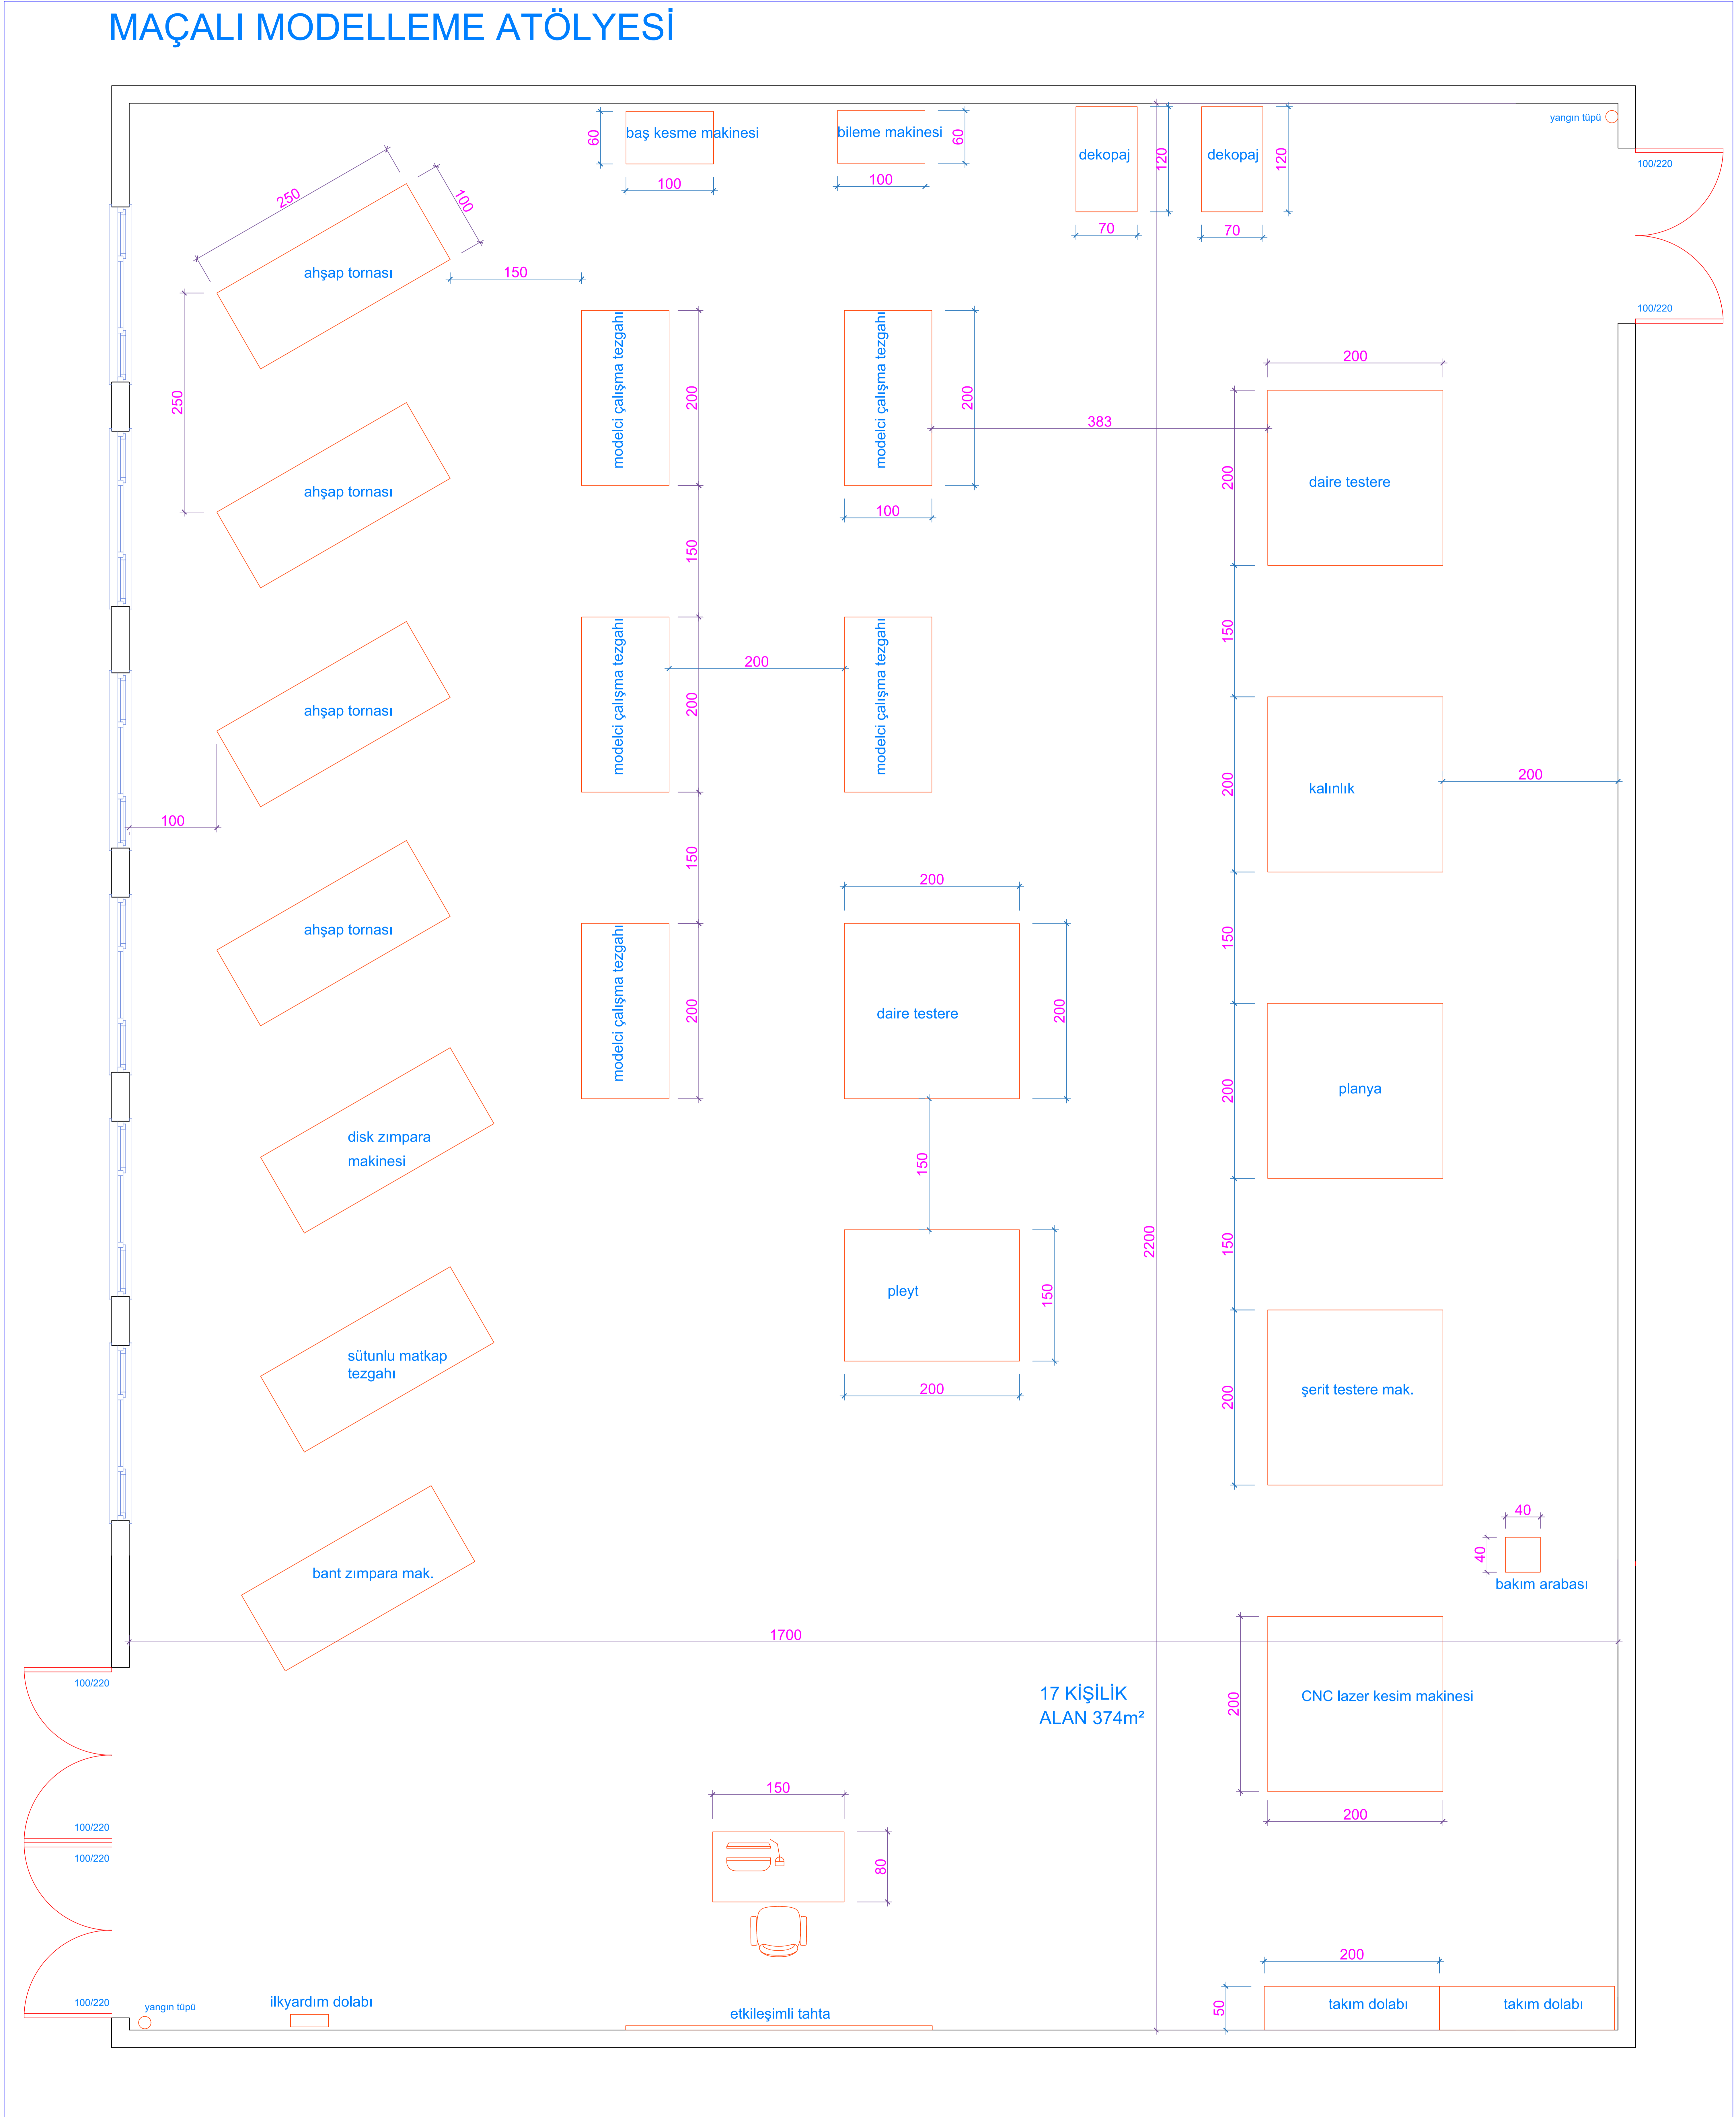 MAÇALI MODELLEME ATÖLYESİ
60
baş kesme makinesi
100
bileme makinesi
60
100
dekopaj
120
70
dekopaj
120
70
yangın tüpü
100/220
100/220
250
100
ahşap tornası
150
250
modelci çalışma tezgahı
200
modelci çalışma tezgahı
200
100
383
200
200
daire testere
ahşap tornası
150
150
modelci çalışma tezgahı
200
200
modelci çalışma tezgahı
ahşap tornası
100
200
kalınlık
200
150
150
200
ahşap tornası
modelci çalışma tezgahı
200
daire testere
200
200
planya
disk zımpara
makinesi
150
2200
150
pleyt
150
200
sütunlu matkap
tezgahı
200
şerit testere mak.
bant zımpara mak.
40
40
bakım arabası
1700
17 KİŞİLİK
ALAN 374m²
200
CNC lazer kesim makinesi
200
100/220
100/220
100/220
100/220
150
80
yangın tüpü
ilkyardım dolabı
etkileşimli tahta
200
50
takım dolabı
takım dolabı